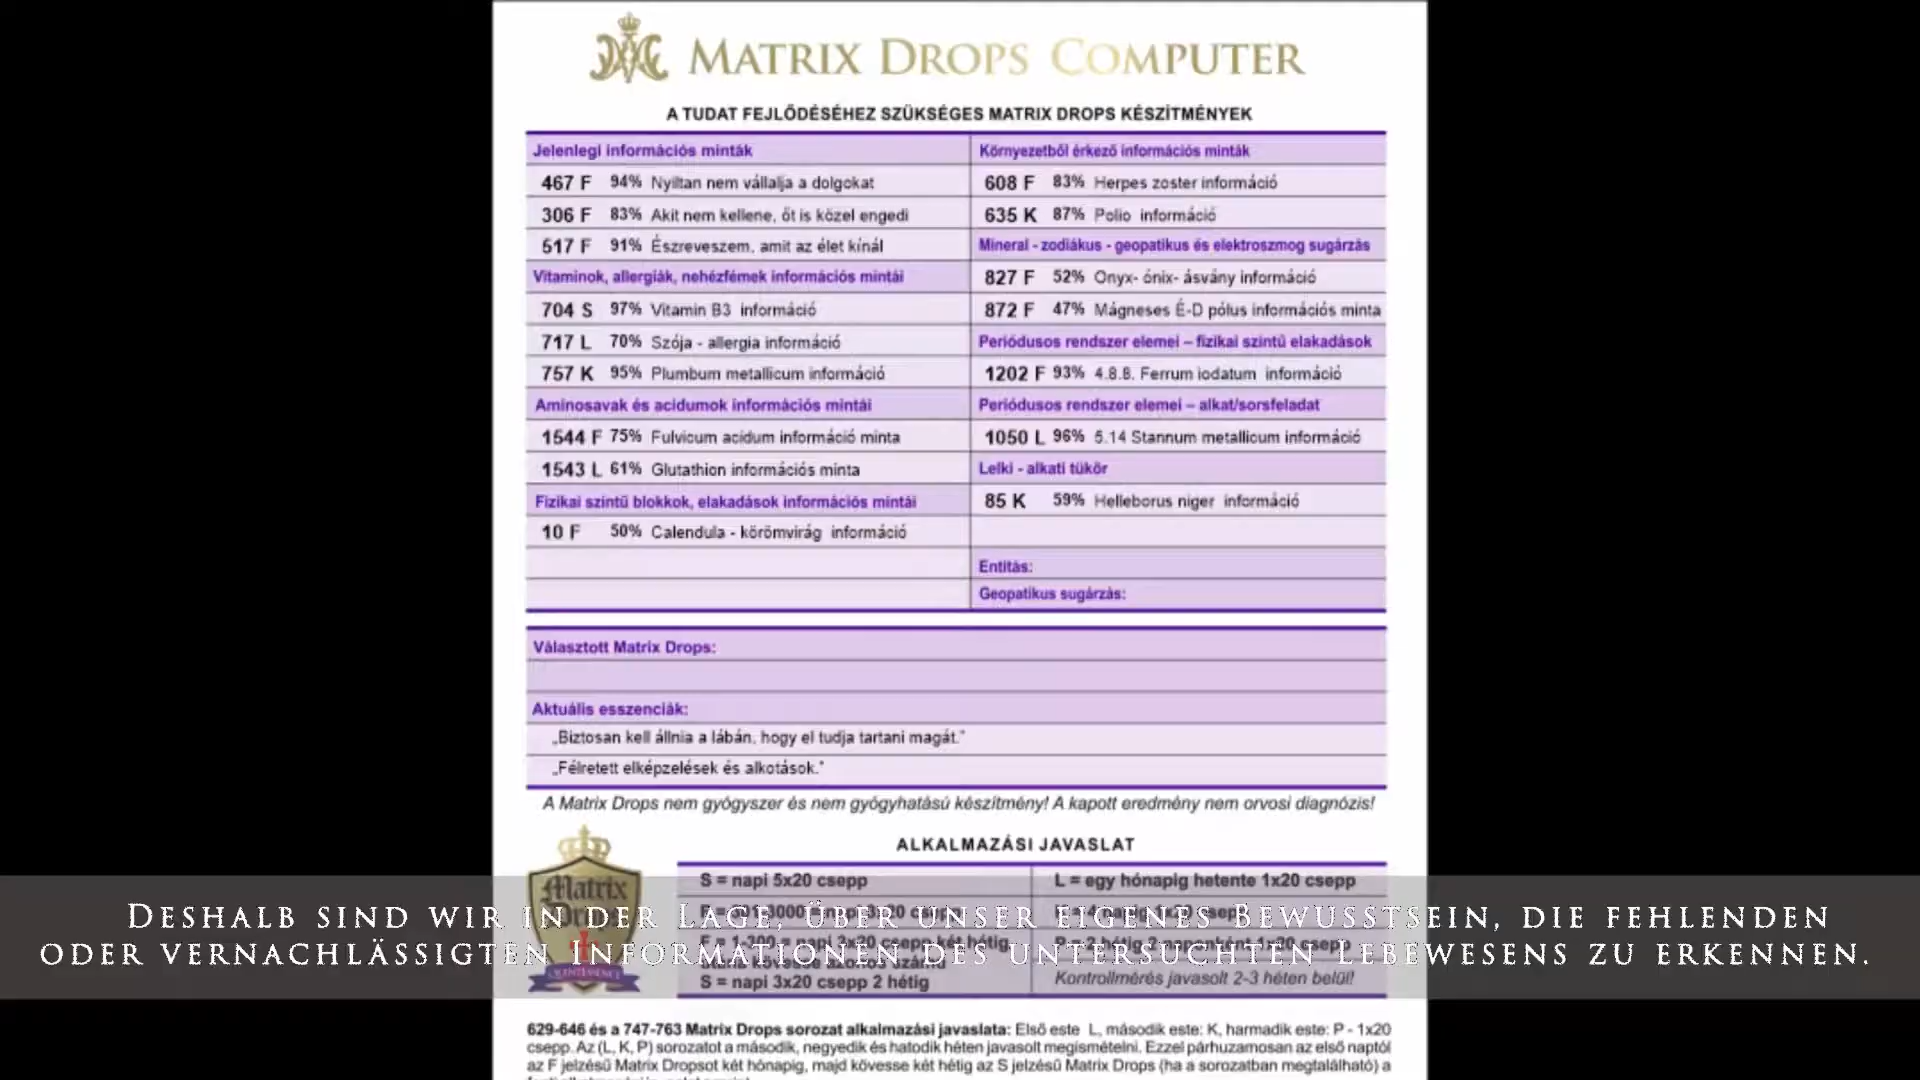 MATRIX DROPS COMPUTER
A TUDAT FEJLŐDÉSÉHEZ SZÜKSÉGES MATRIX DROPS KÉSZÍTMÉNYEK
Jelenlegi információs minták
467 F 94% Nyíltan nem vállalja a dolgokat
306 F 83% Akit nem kellene, őt is közel engedi
517 F 91% Észreveszem, amit az élet kínál
Vitaminok, allergiák, nehézfémek információs mintái
704 S 97% Vitamin B3 információ
717 L 70% Szója - allergia információ
757 K 95% Plumbum metallicum információ
Aminosavak és acidumok információs mintái
1544 F 75% Fulvicum acidum információ minta
1543 L 61% Glutathion információs minta
Fizikai szintű blokkok, elakadások információs mintái
10 F 50% Calendula - körömvirág információ
Környezetből érkező információs minták
608 F 83% Herpes zoster információ
635 K 87% Polio információ
Mineral - zodiákus - geopatikus és elektroszmog sugárzás
827 F 52% Onyx- ónix- ásvány információ
872 F 47% Mágneses É-D pólus információs minta
Periódusos rendszer elemei – fizikai szintű elakadások
1202 F 93% 4.8.8. Ferrum iodatum információ
Periódusos rendszer elemei – alkat/sorsfeladat
1050 L 96% 5.14 Stannum metallicum információ
Lelki - alkati tükör
85 K 59% Helleborus niger információ
Entitás:
Geopatikus sugárzás:
Választott Matrix Drops:
Aktuális esszenciák:
„Biztosan kell állnia a lábán, hogy el tudja tartani magát."
„Félretett elképzelések és alkotások."
A Matrix Drops nem gyógyszer és nem gyógyhatású készítmény! A kapott eredmény nem orvosi diagnózis!
ALKALMAZÁSI JAVASLAT
Matrix
Drops
QUINTESSENCE
S = napi 5x20 csepp
L = egy hónapig hetente 1x20 csepp
S = napi 3x20 csepp 2 hétig
Kontrollmérés javasolt 2-3 héten belül!
DESHALB SIND WIR IN DER LAGE, ÜBER UNSER EIGENES BEWUSSTSEIN, DIE FEHLENDEN
ODER VERNACHLÄSSIGTEN INFORMATIONEN DES UNTERSUCHTEN LEBEWESENS ZU ERKENNEN.
629-646 és a 747-763 Matrix Drops sorozat alkalmazási javaslata: Első este L, második este: K, harmadik este: P - 1x20
csepp. Az (L, K, P) sorozatot a második, negyedik és hatodik héten javasolt megismételni. Ezzel párhuzamosan az első naptól
az F jelzésű Matrix Dropsot két hónapig, majd kövesse két hétig az S jelzésű Matrix Drops (ha a sorozatban megtalálható) a